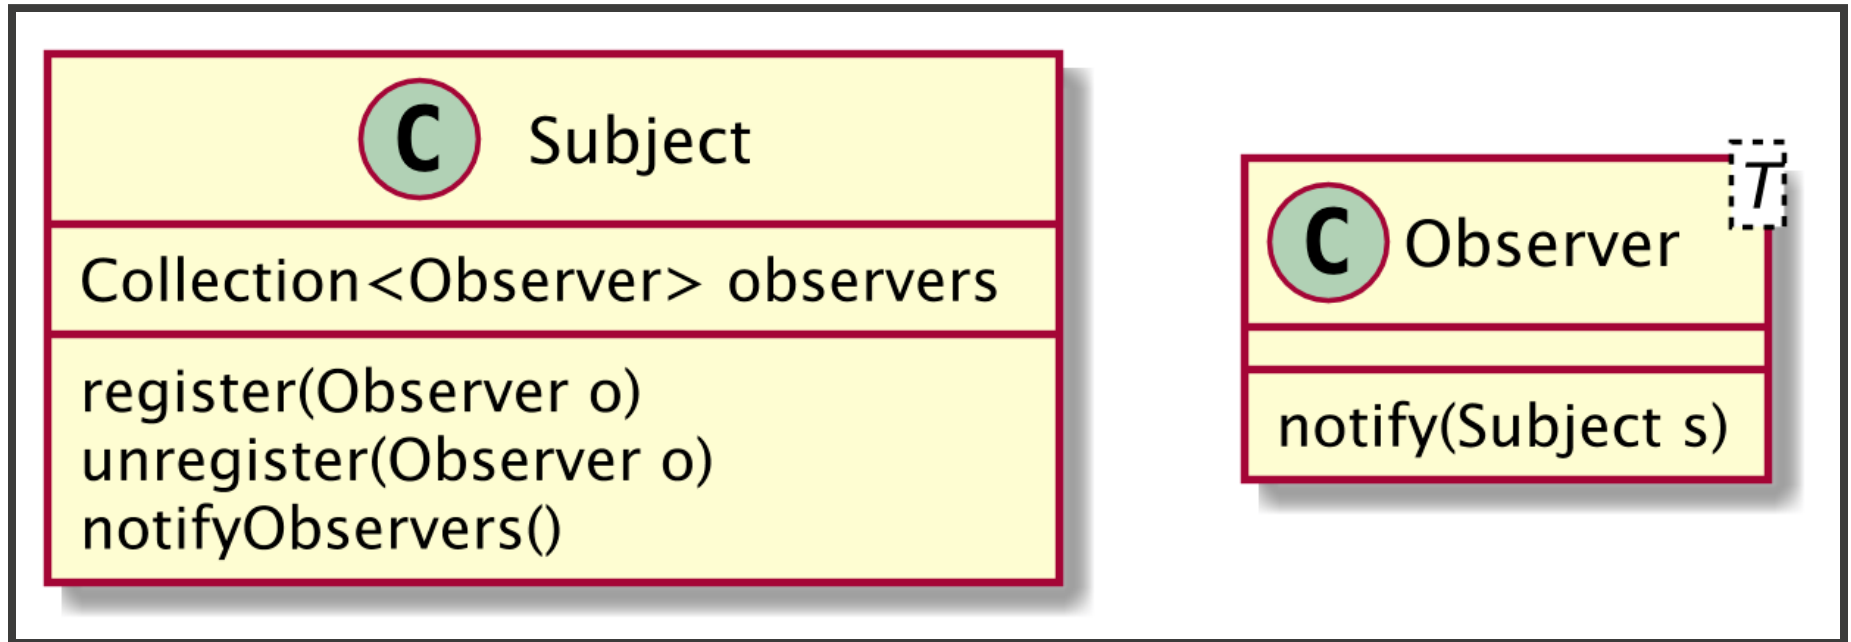 C Subject
Collection<Observer> observers
register(Observer o)
unregister(Observer o)
notifyObservers()
C Observer
T
notify(Subject s)